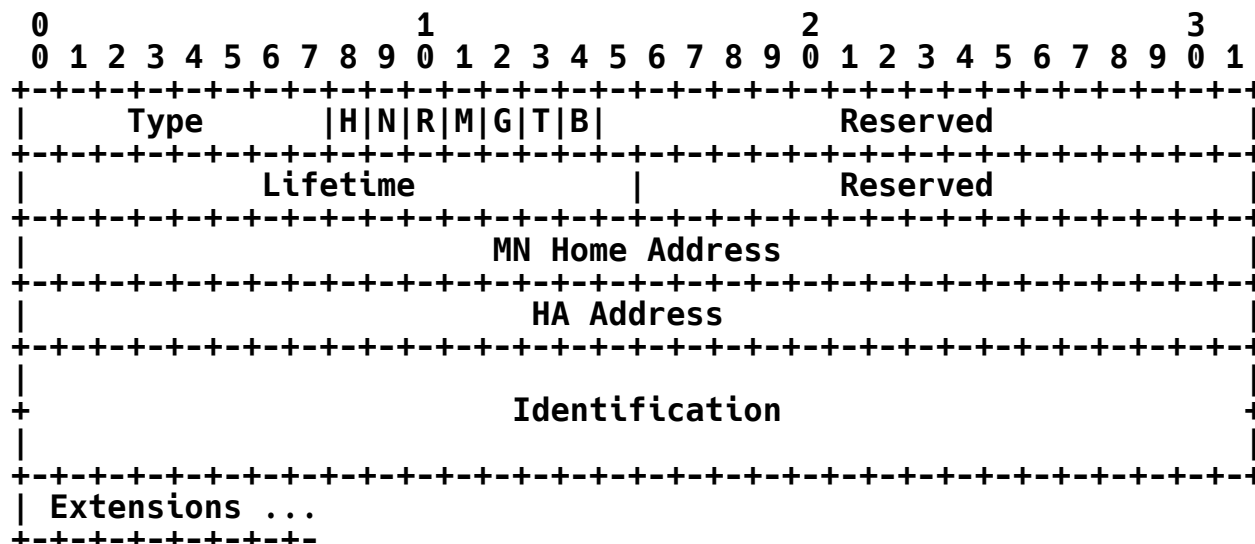 0                   1                   2                   3
 0 1 2 3 4 5 6 7 8 9 0 1 2 3 4 5 6 7 8 9 0 1 2 3 4 5 6 7 8 9 0 1
+-+-+-+-+-+-+-+-+-+-+-+-+-+-+-+-+-+-+-+-+-+-+-+-+-+-+-+-+-+-+-+-+
|     Type      |H|N|R|M|G|T|B|            Reserved             |
+-+-+-+-+-+-+-+-+-+-+-+-+-+-+-+-+-+-+-+-+-+-+-+-+-+-+-+-+-+-+-+-+
|            Lifetime           |          Reserved             |
+-+-+-+-+-+-+-+-+-+-+-+-+-+-+-+-+-+-+-+-+-+-+-+-+-+-+-+-+-+-+-+-+
|                        MN Home Address                        |
+-+-+-+-+-+-+-+-+-+-+-+-+-+-+-+-+-+-+-+-+-+-+-+-+-+-+-+-+-+-+-+-+
|                          HA Address                           |
+-+-+-+-+-+-+-+-+-+-+-+-+-+-+-+-+-+-+-+-+-+-+-+-+-+-+-+-+-+-+-+-+
|                                                               |
+                         Identification                        +
|                                                               |
+-+-+-+-+-+-+-+-+-+-+-+-+-+-+-+-+-+-+-+-+-+-+-+-+-+-+-+-+-+-+-+-+
| Extensions ...
+-+-+-+-+-+-+-+-